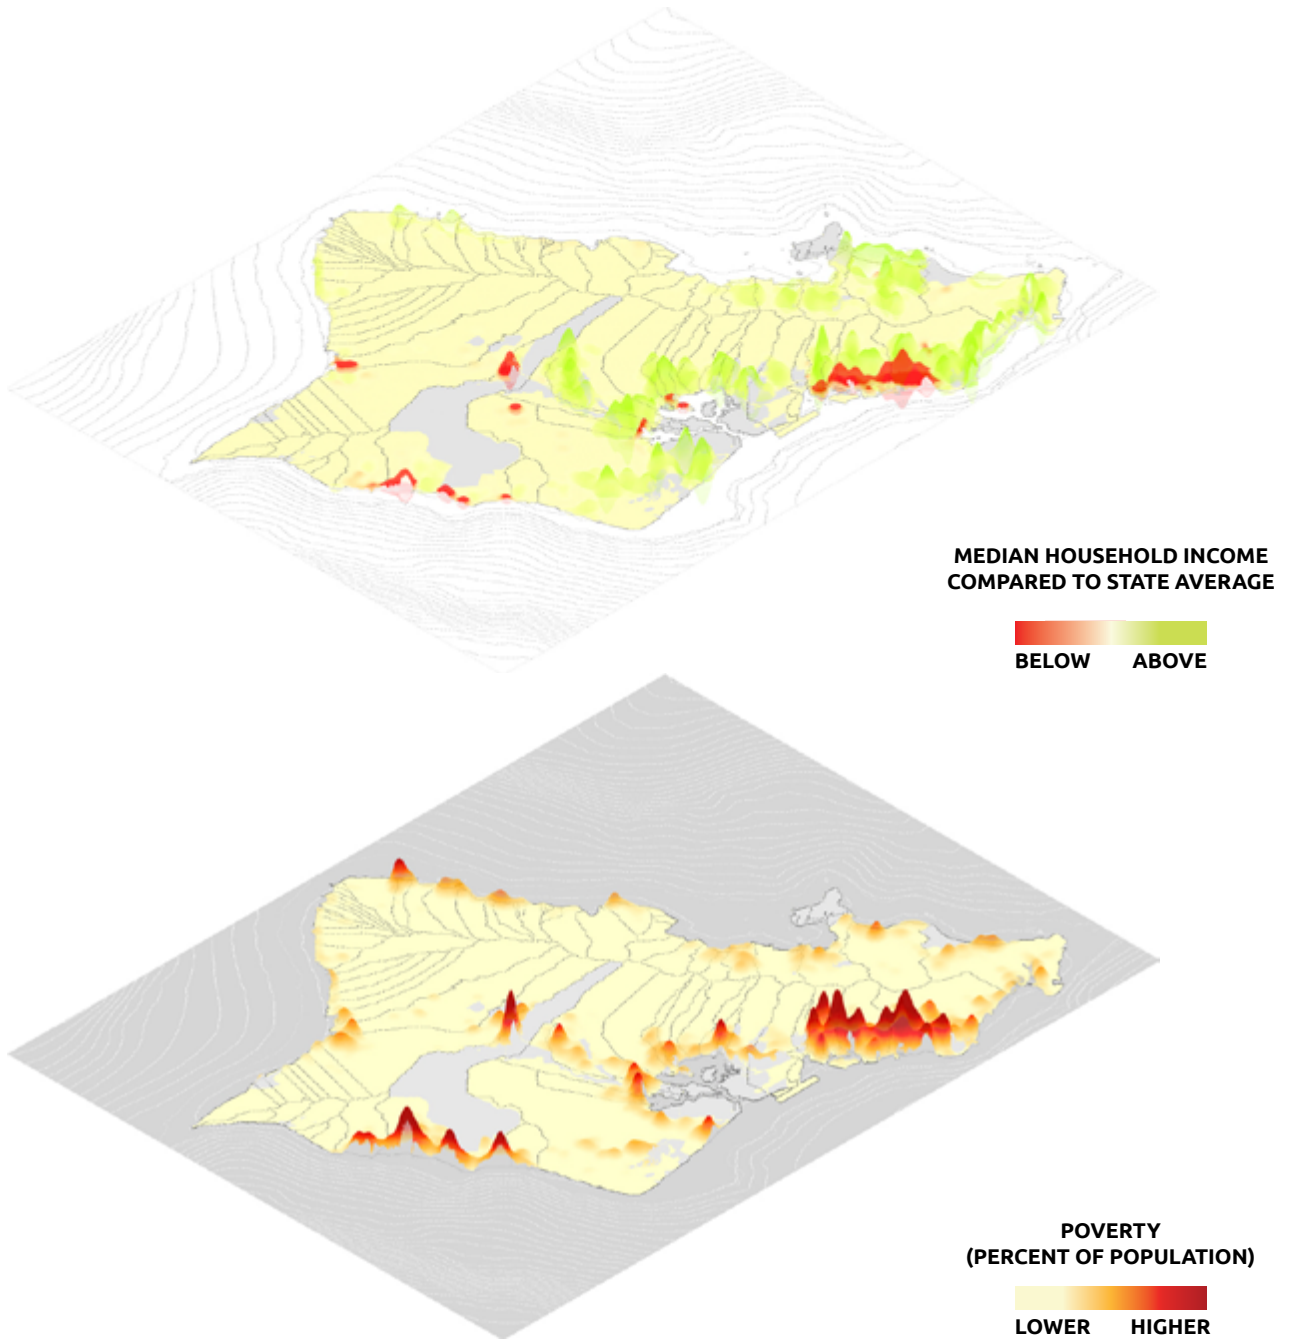 MEDIAN HOUSEHOLD INCOME
COMPARED TO STATE AVERAGE
BELOW ABOVE
POVERTY
(PERCENT OF POPULATION)
LOWER HIGHER